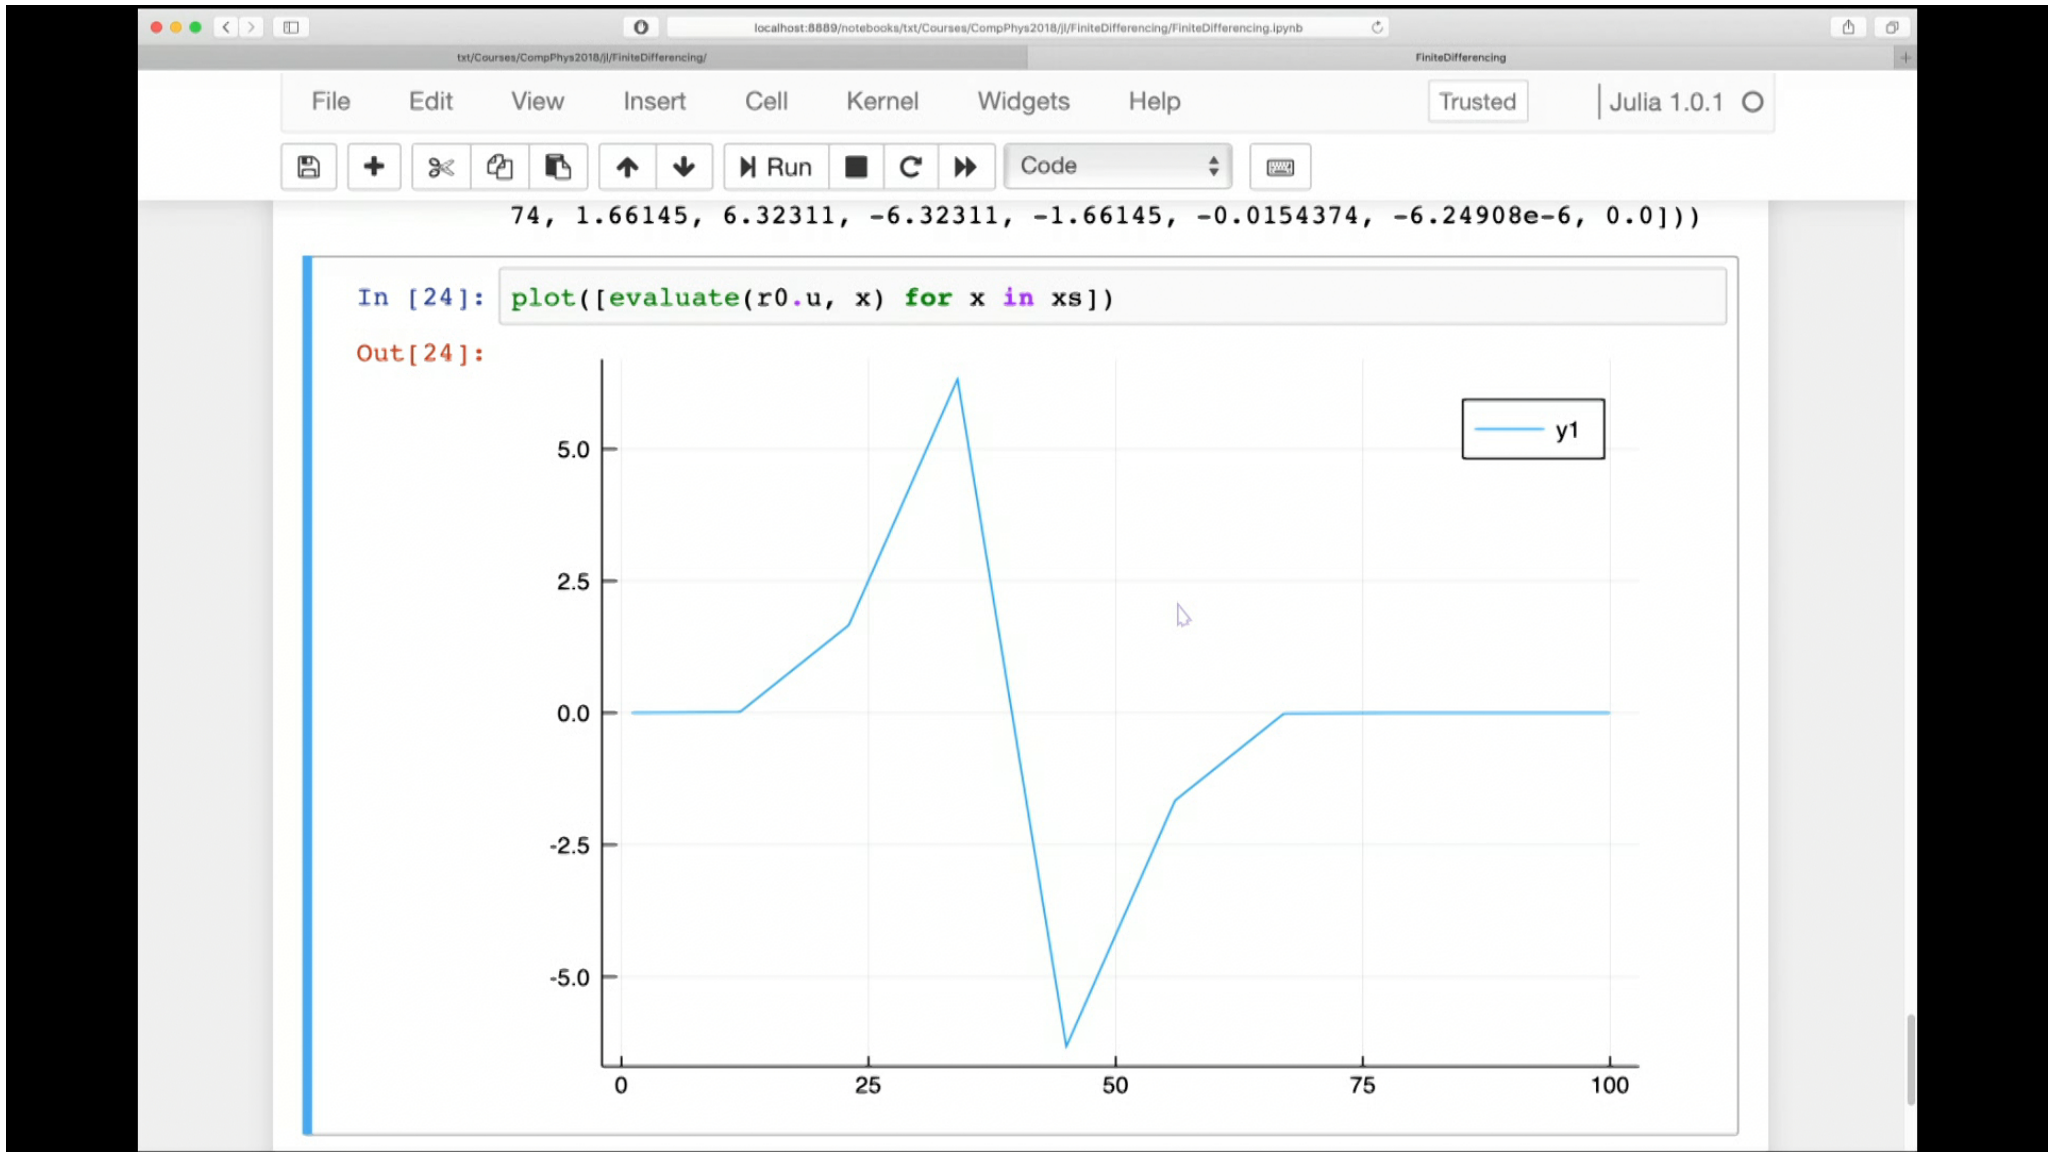 localhost:8889/notebooks/txt/Courses/CompPhys2018/jl/FiniteDifferencing/FiniteDifferencing.ipynb
txt/Courses/CompPhys2018/jl/FiniteDifferencing/ FiniteDifferencing
File Edit View Insert Cell Kernel Widgets Help Trusted Julia 1.0.1
Run Code
74, 1.66145, 6.32311, -6.32311, -1.66145, -0.0154374, -6.24908e-6, 0.0]))
In [24]: plot([evaluate(r0.u, x) for x in xs])
Out[24]:
y1
5.0
2.5
0.0
-2.5
-5.0
0 25 50 75 100